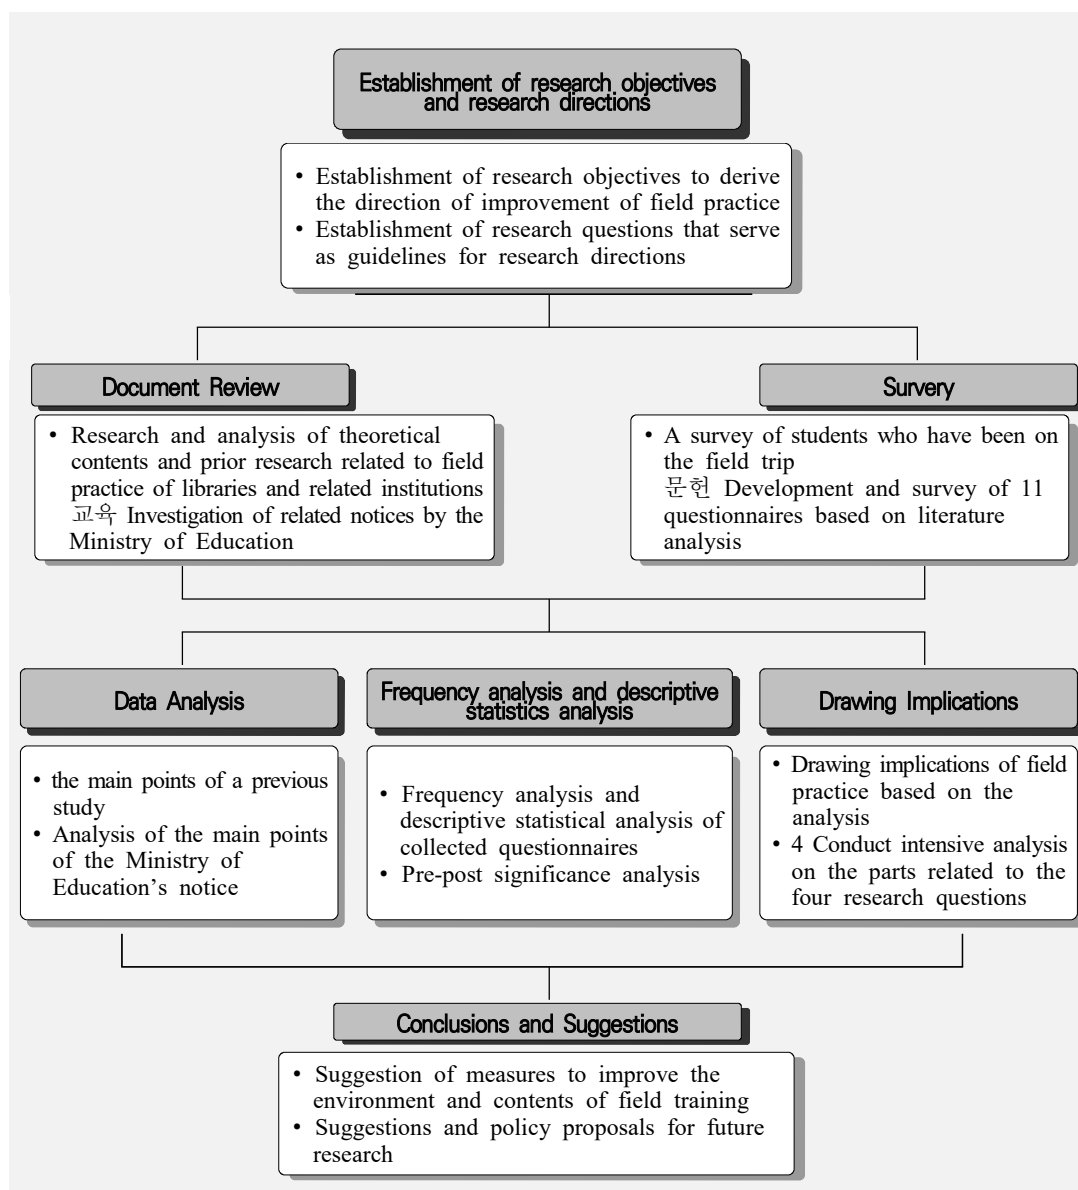 Establishment of research objectives
and research directions
• Establishment of research objectives to derive
the direction of improvement of field practice
• Establishment of research questions that serve
as guidelines for research directions
Document Review
• Research and analysis of theoretical
contents and prior research related to field
practice of libraries and related institutions
교육 Investigation of related notices by the
Ministry of Education
Survery
• A survey of students who have been on
the field trip
문헌 Development and survey of 11
questionnaires based on literature
analysis
Data Analysis
• the main points of a previous
study
• Analysis of the main points
of the Ministry of
Education's notice
Frequency analysis and descriptive
statistics analysis
• Frequency analysis and
descriptive statistical analysis of
collected questionnaires
• Pre-post significance analysis
Drawing Implications
• Drawing implications of field
practice based on the
analysis
• 4 Conduct intensive analysis
on the parts related to the
four research questions
Conclusions and Suggestions
• Suggestion of measures to improve the
environment and contents of field training
• Suggestions and policy proposals for future
research